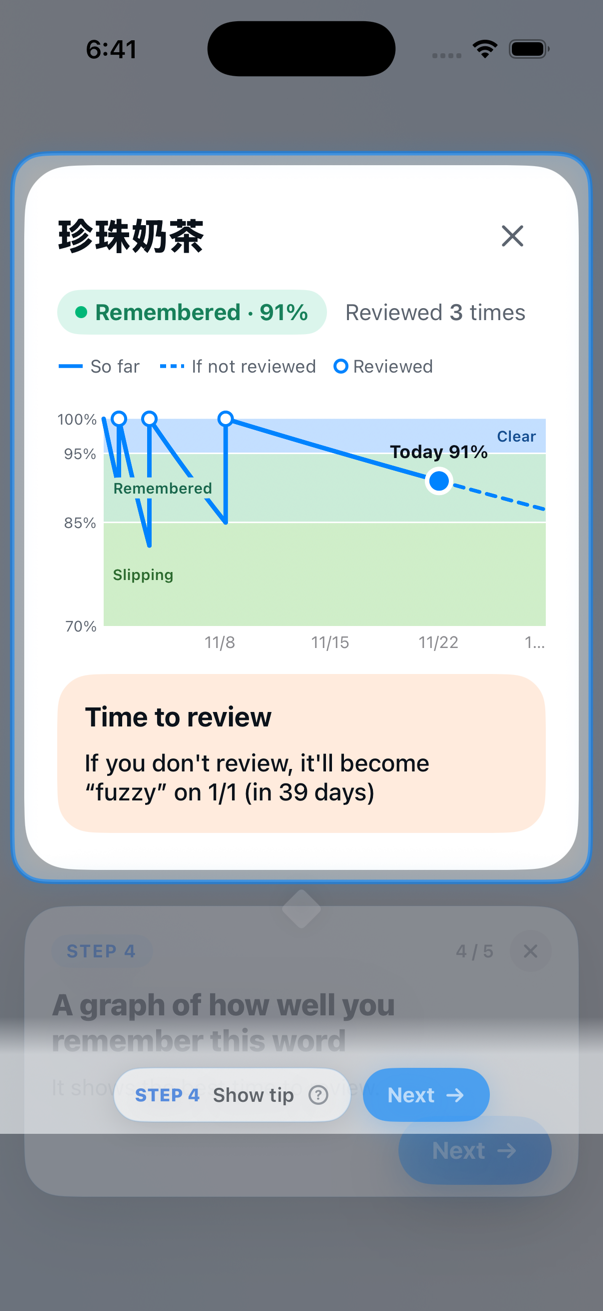 6:41
珍珠奶茶
Remembered · 91%
Reviewed 3 times
So far
If not reviewed
Reviewed
100%
Clear
95%
Today 91%
Remembered
85%
Slipping
70%
11/8
11/15
11/22
1...
Time to review
If you don't review, it'll become
“fuzzy” on 1/1 (in 39 days)
STEP 4
4 / 5
A graph of how well you
remember this word
It show
STEP 4 Show tip
Next
Next